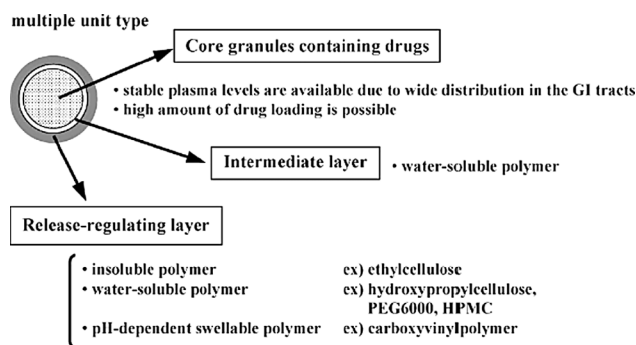 multiple unit type
Core granules containing drugs
• stable plasma levels are available due to wide distribution in the GI tracts
• high amount of drug loading is possible
Intermediate layer
• water-soluble polymer
Release-regulating layer
• insoluble polymer ex) ethylcellulose
• water-soluble polymer ex) hydroxypropylcellulose,
PEG6000, HPMC
• pH-dependent swellable polymer ex) carboxyvinylpolymer